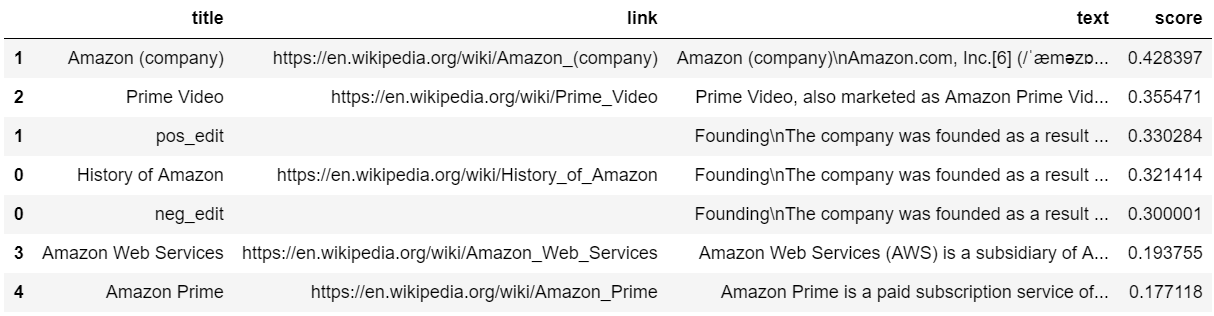 title link text score
1 Amazon (company) https://en.wikipedia.org/wiki/Amazon_(company) Amazon (company)\nAmazon.com, Inc.[6] (/ˈæməzɒ... 0.428397
2 Prime Video https://en.wikipedia.org/wiki/Prime_Video Prime Video, also marketed as Amazon Prime Vid... 0.355471
1 pos_edit Founding\nThe company was founded as a result ... 0.330284
0 History of Amazon https://en.wikipedia.org/wiki/History_of_Amazon Founding\nThe company was founded as a result ... 0.321414
0 neg_edit Founding\nThe company was founded as a result ... 0.300001
3 Amazon Web Services https://en.wikipedia.org/wiki/Amazon_Web_Services Amazon Web Services (AWS) is a subsidiary of A... 0.193755
4 Amazon Prime https://en.wikipedia.org/wiki/Amazon_Prime Amazon Prime is a paid subscription service of... 0.177118